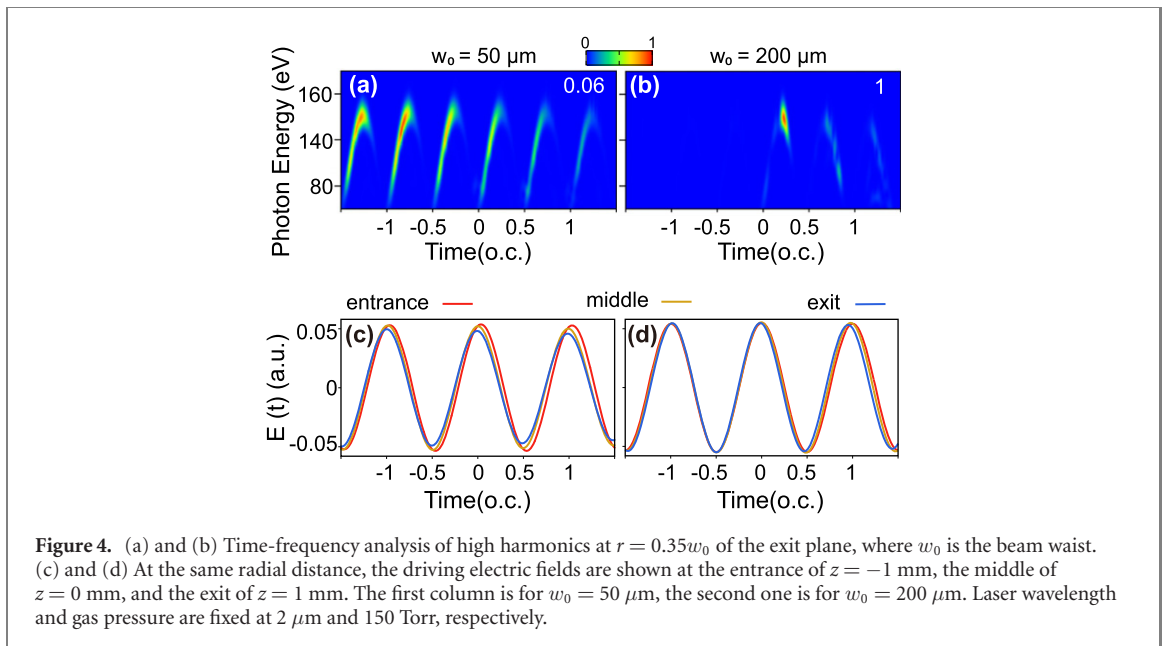 0 1
w₀ = 50 μm w₀ = 200 μm
(a) 0.06 (b) 1
Photon Energy (eV)
160
140
80
-1 -0.5 0 0.5 1 -1 -0.5 0 0.5 1
Time(o.c.) Time(o.c.)
entrance middle exit
(c) (d)
E (t) (a.u.)
0.05
0
-0.05
-1 -0.5 0 0.5 1 -1 -0.5 0 0.5 1
Time(o.c.) Time(o.c.)
Figure 4. (a) and (b) Time-frequency analysis of high harmonics at r = 0.35w₀ of the exit plane, where w₀ is the beam waist.
(c) and (d) At the same radial distance, the driving electric fields are shown at the entrance of z = −1 mm, the middle of
z = 0 mm, and the exit of z = 1 mm. The first column is for w₀ = 50 μm, the second one is for w₀ = 200 μm. Laser wavelength
and gas pressure are fixed at 2 μm and 150 Torr, respectively.